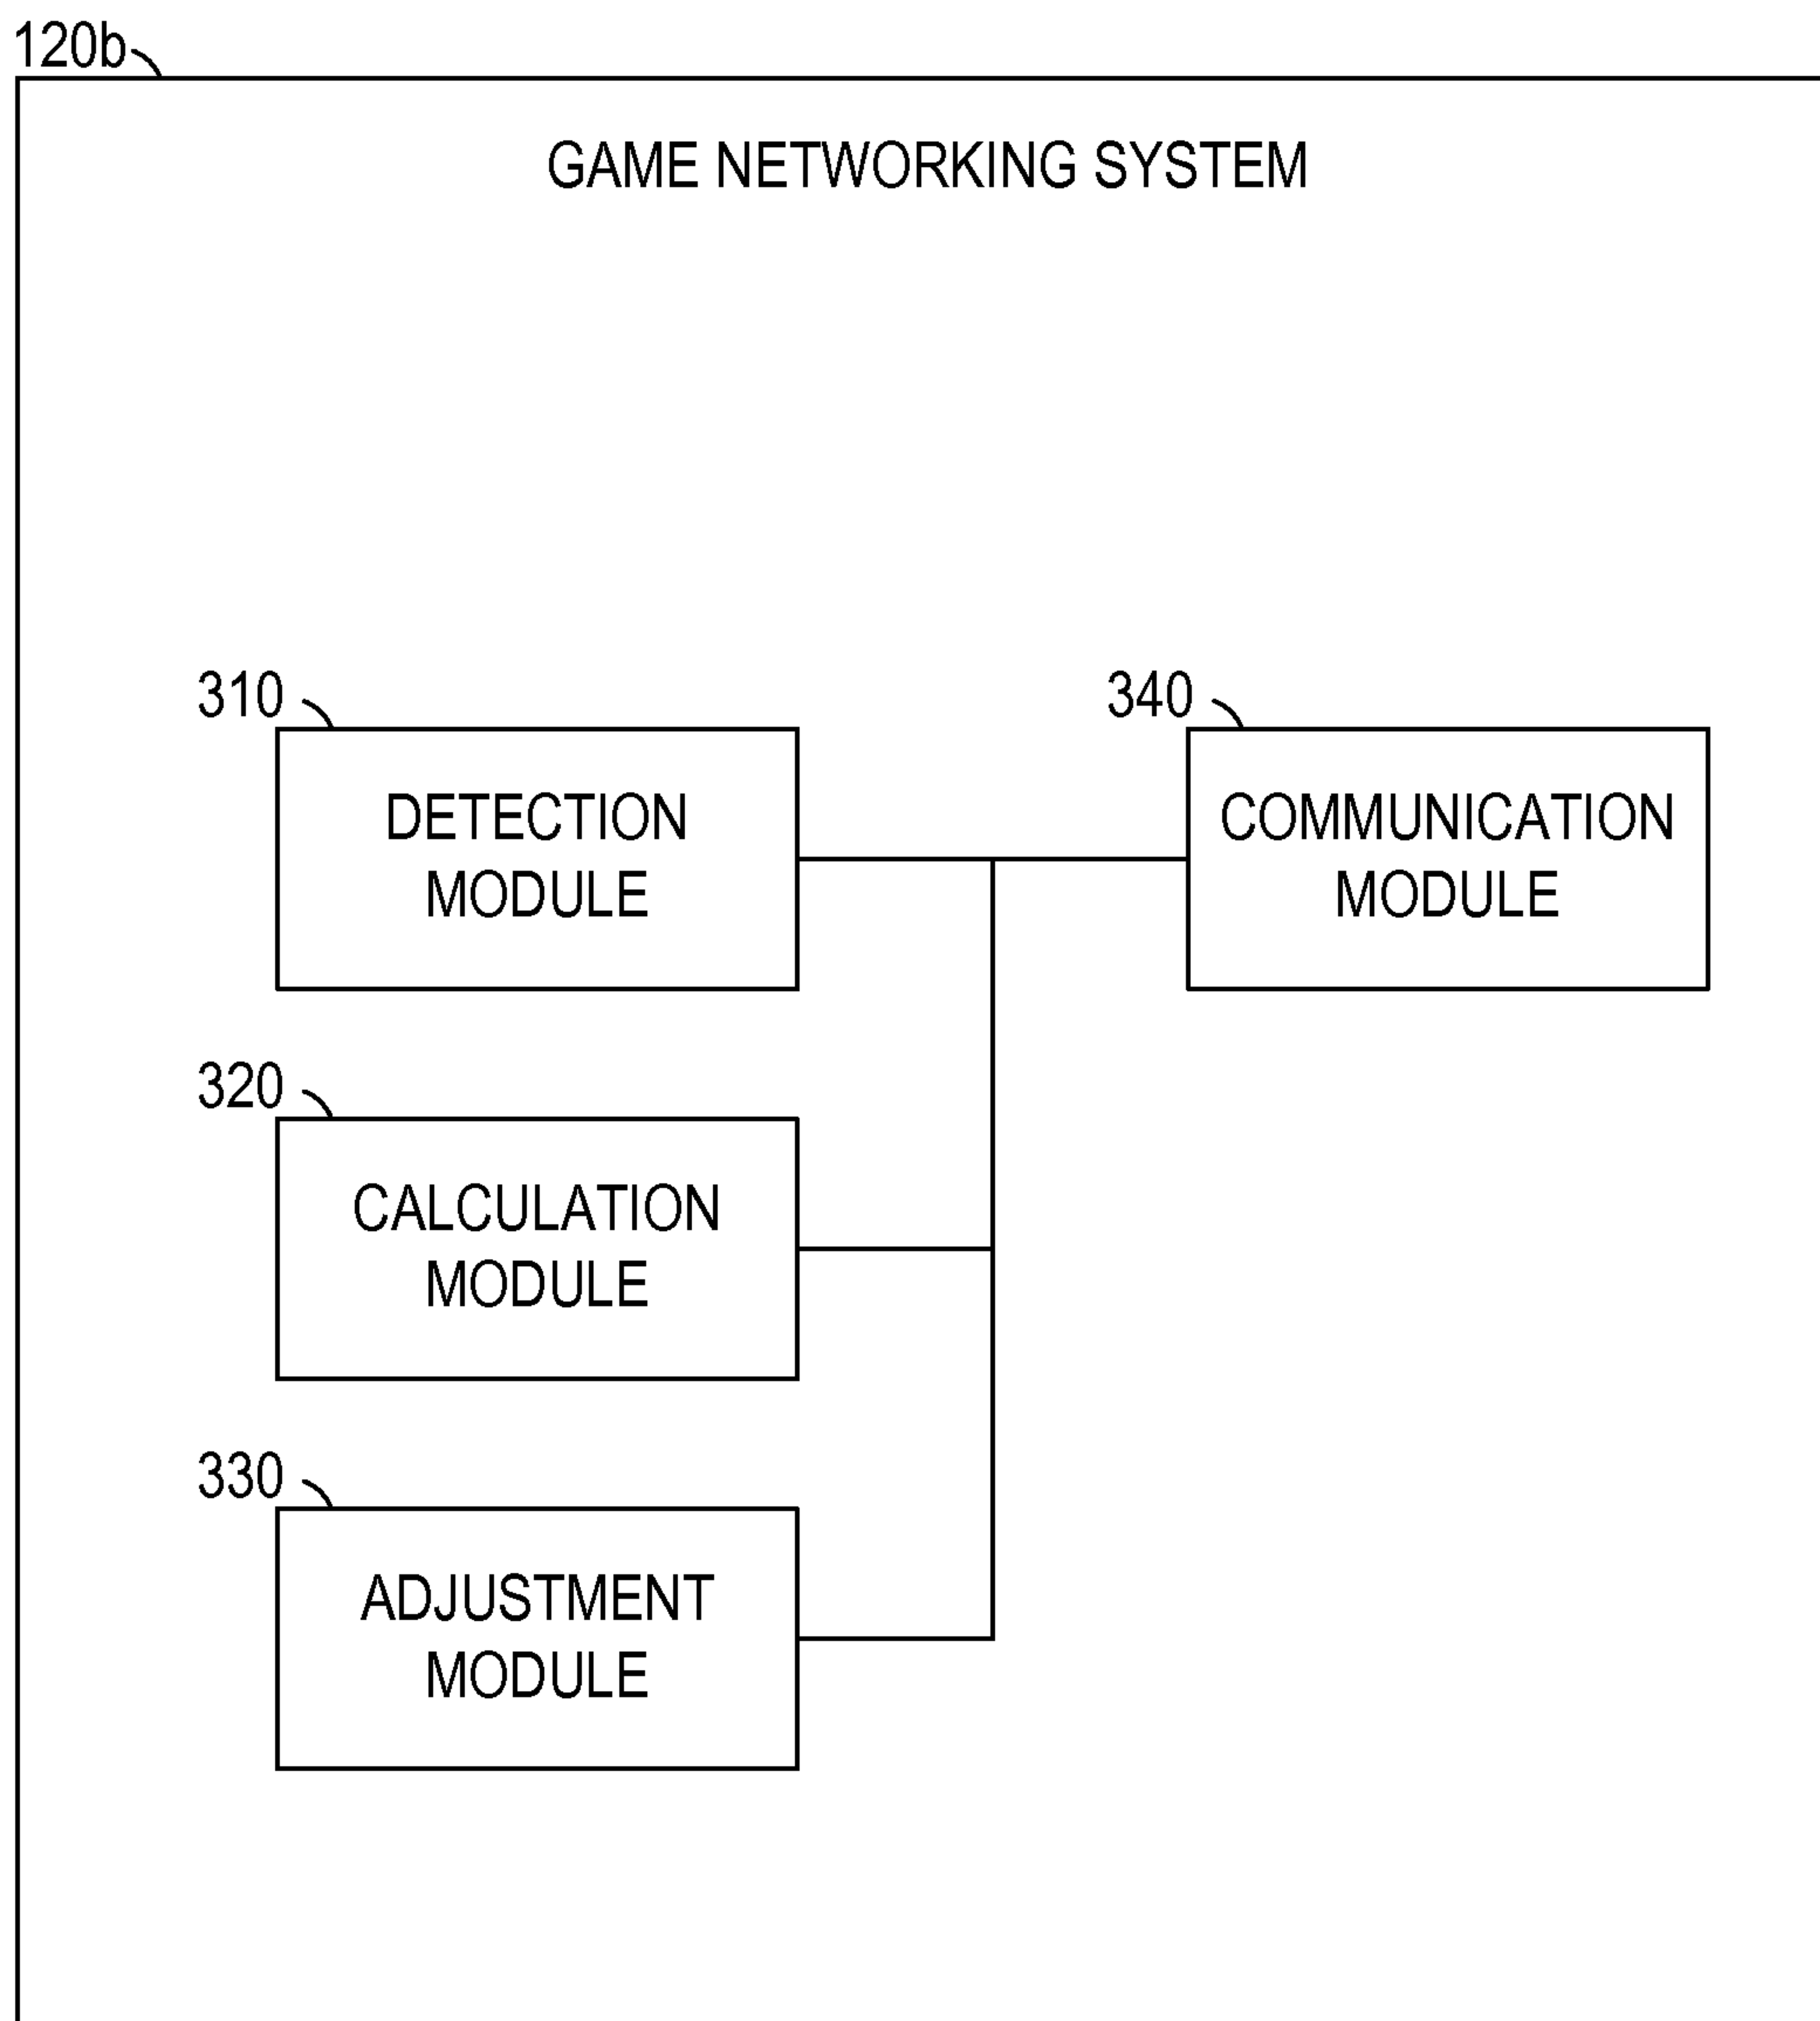 120b
GAME NETWORKING SYSTEM
310
DETECTION
MODULE
340
COMMUNICATION
MODULE
320
CALCULATION
MODULE
330
ADJUSTMENT
MODULE